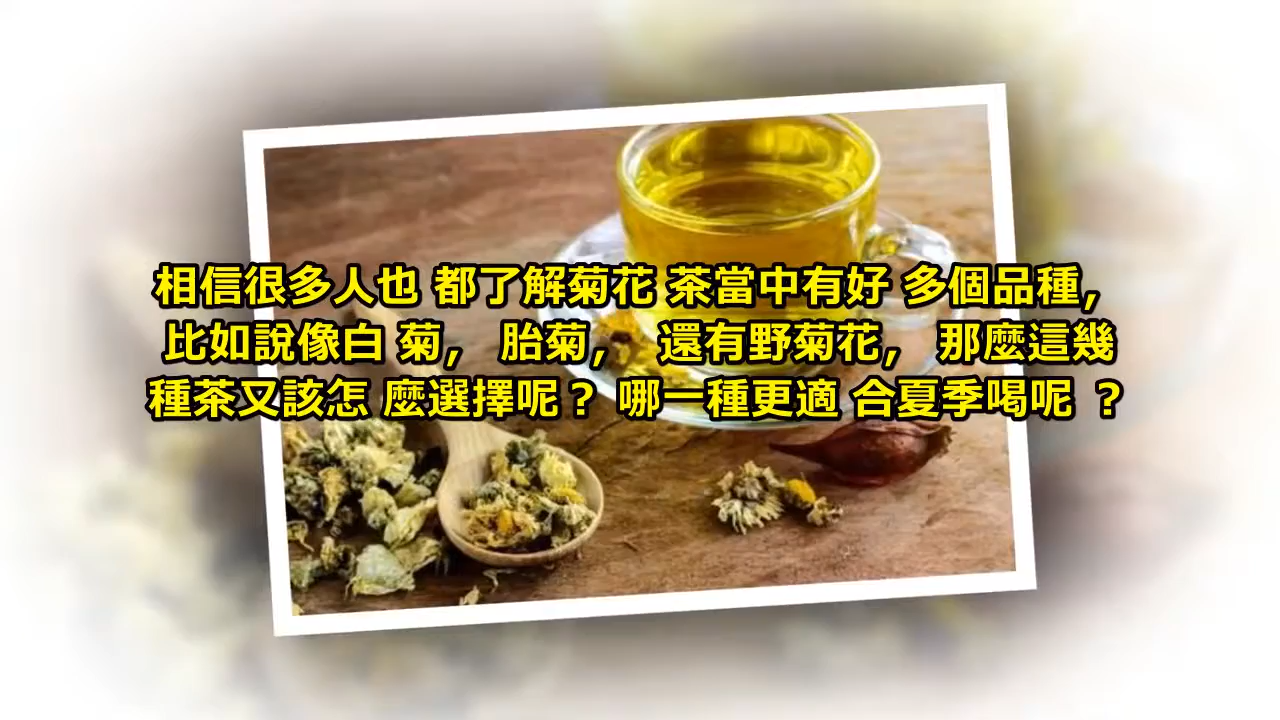 相信很多人也 都了解菊花 茶當中有好 多個品種,
比如說像白 菊, 胎菊, 還有野菊花, 那麼這幾
種茶又該怎 麼選擇呢? 哪一種更適 合夏季喝呢 ?